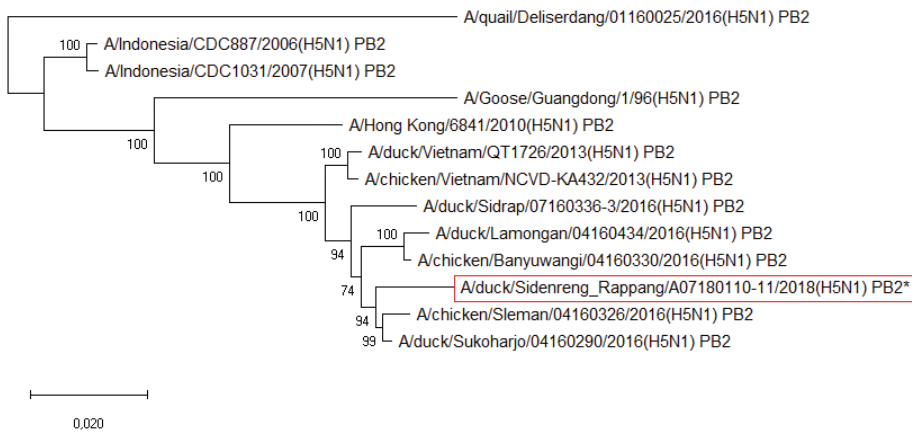 A/quail/Deliserdang/01160025/2016(H5N1) PB2
100
A/Indonesia/CDC887/2006(H5N1) PB2
A/Indonesia/CDC1031/2007(H5N1) PB2
A/Goose/Guangdong/1/96(H5N1) PB2
A/Hong Kong/6841/2010(H5N1) PB2
100
100
A/duck/Vietnam/QT1726/2013(H5N1) PB2
100
A/chicken/Vietnam/NCVD-KA432/2013(H5N1) PB2
A/duck/Sidrap/07160336-3/2016(H5N1) PB2
100
100
A/duck/Lamongan/04160434/2016(H5N1) PB2
94
A/chicken/Banyuwangi/04160330/2016(H5N1) PB2
A/duck/Sidenreng_Rappang/A07180110-11/2018(H5N1) PB2*
74
A/chicken/Sleman/04160326/2016(H5N1) PB2
94
A/duck/Sukoharjo/04160290/2016(H5N1) PB2
99
0,020